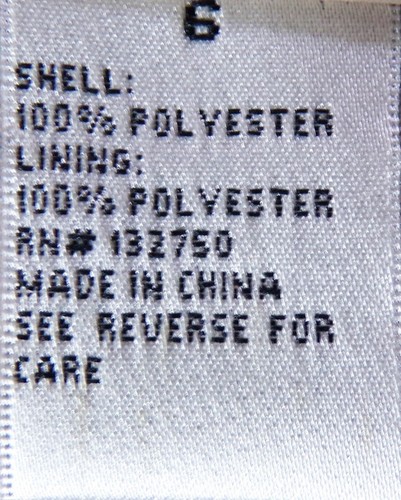 6
SHELL:
100% POLYESTER
LINING:
100% POLYESTER
RN# 132750
MADE IN CHINA
SEE REVERSE FOR
CARE